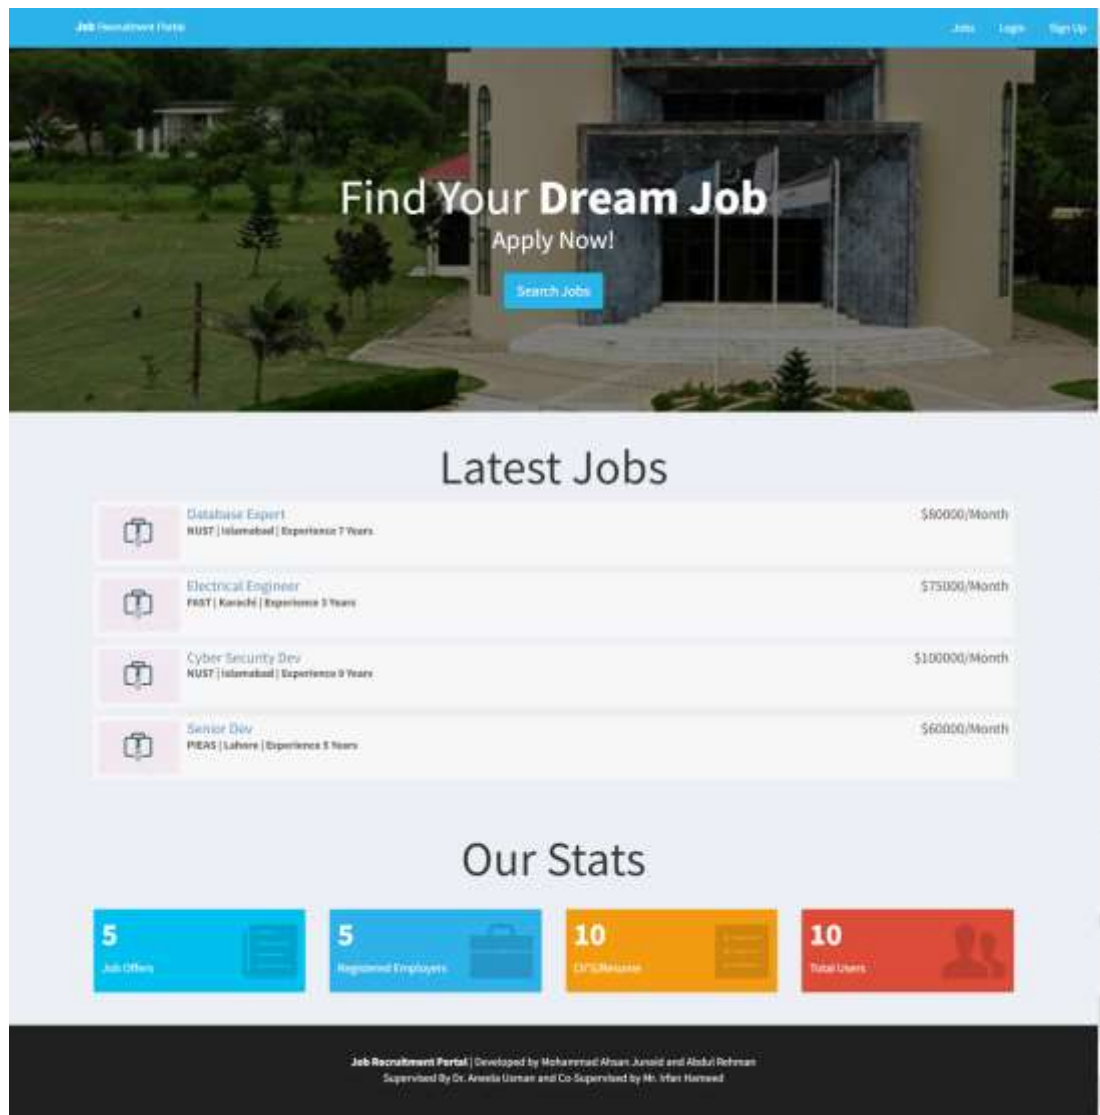 Job Recruitment Portal
Jobs Login Sign Up
Find Your Dream Job
Apply Now!
Search Jobs
Latest Jobs
Database Expert
$80000/Month
NUST | Islamabad | Experience 7 Years
Electrical Engineer
$75000/Month
FAST | Karachi | Experience 3 Years
Cyber Security Dev
$100000/Month
NUST | Islamabad | Experience 9 Years
Senior Dev
$60000/Month
PIEAS | Lahore | Experience 5 Years
Our Stats
5
Job Offers
5
Registered Employers
10
CV'S/Resume
10
Total Users
Job Recruitment Portal | Developed by Mohammad Ahsan Junaid and Abdul Rehman
Supervised By Dr. Aneela Usman and Co-Supervised by Mr. Irfan Hameed